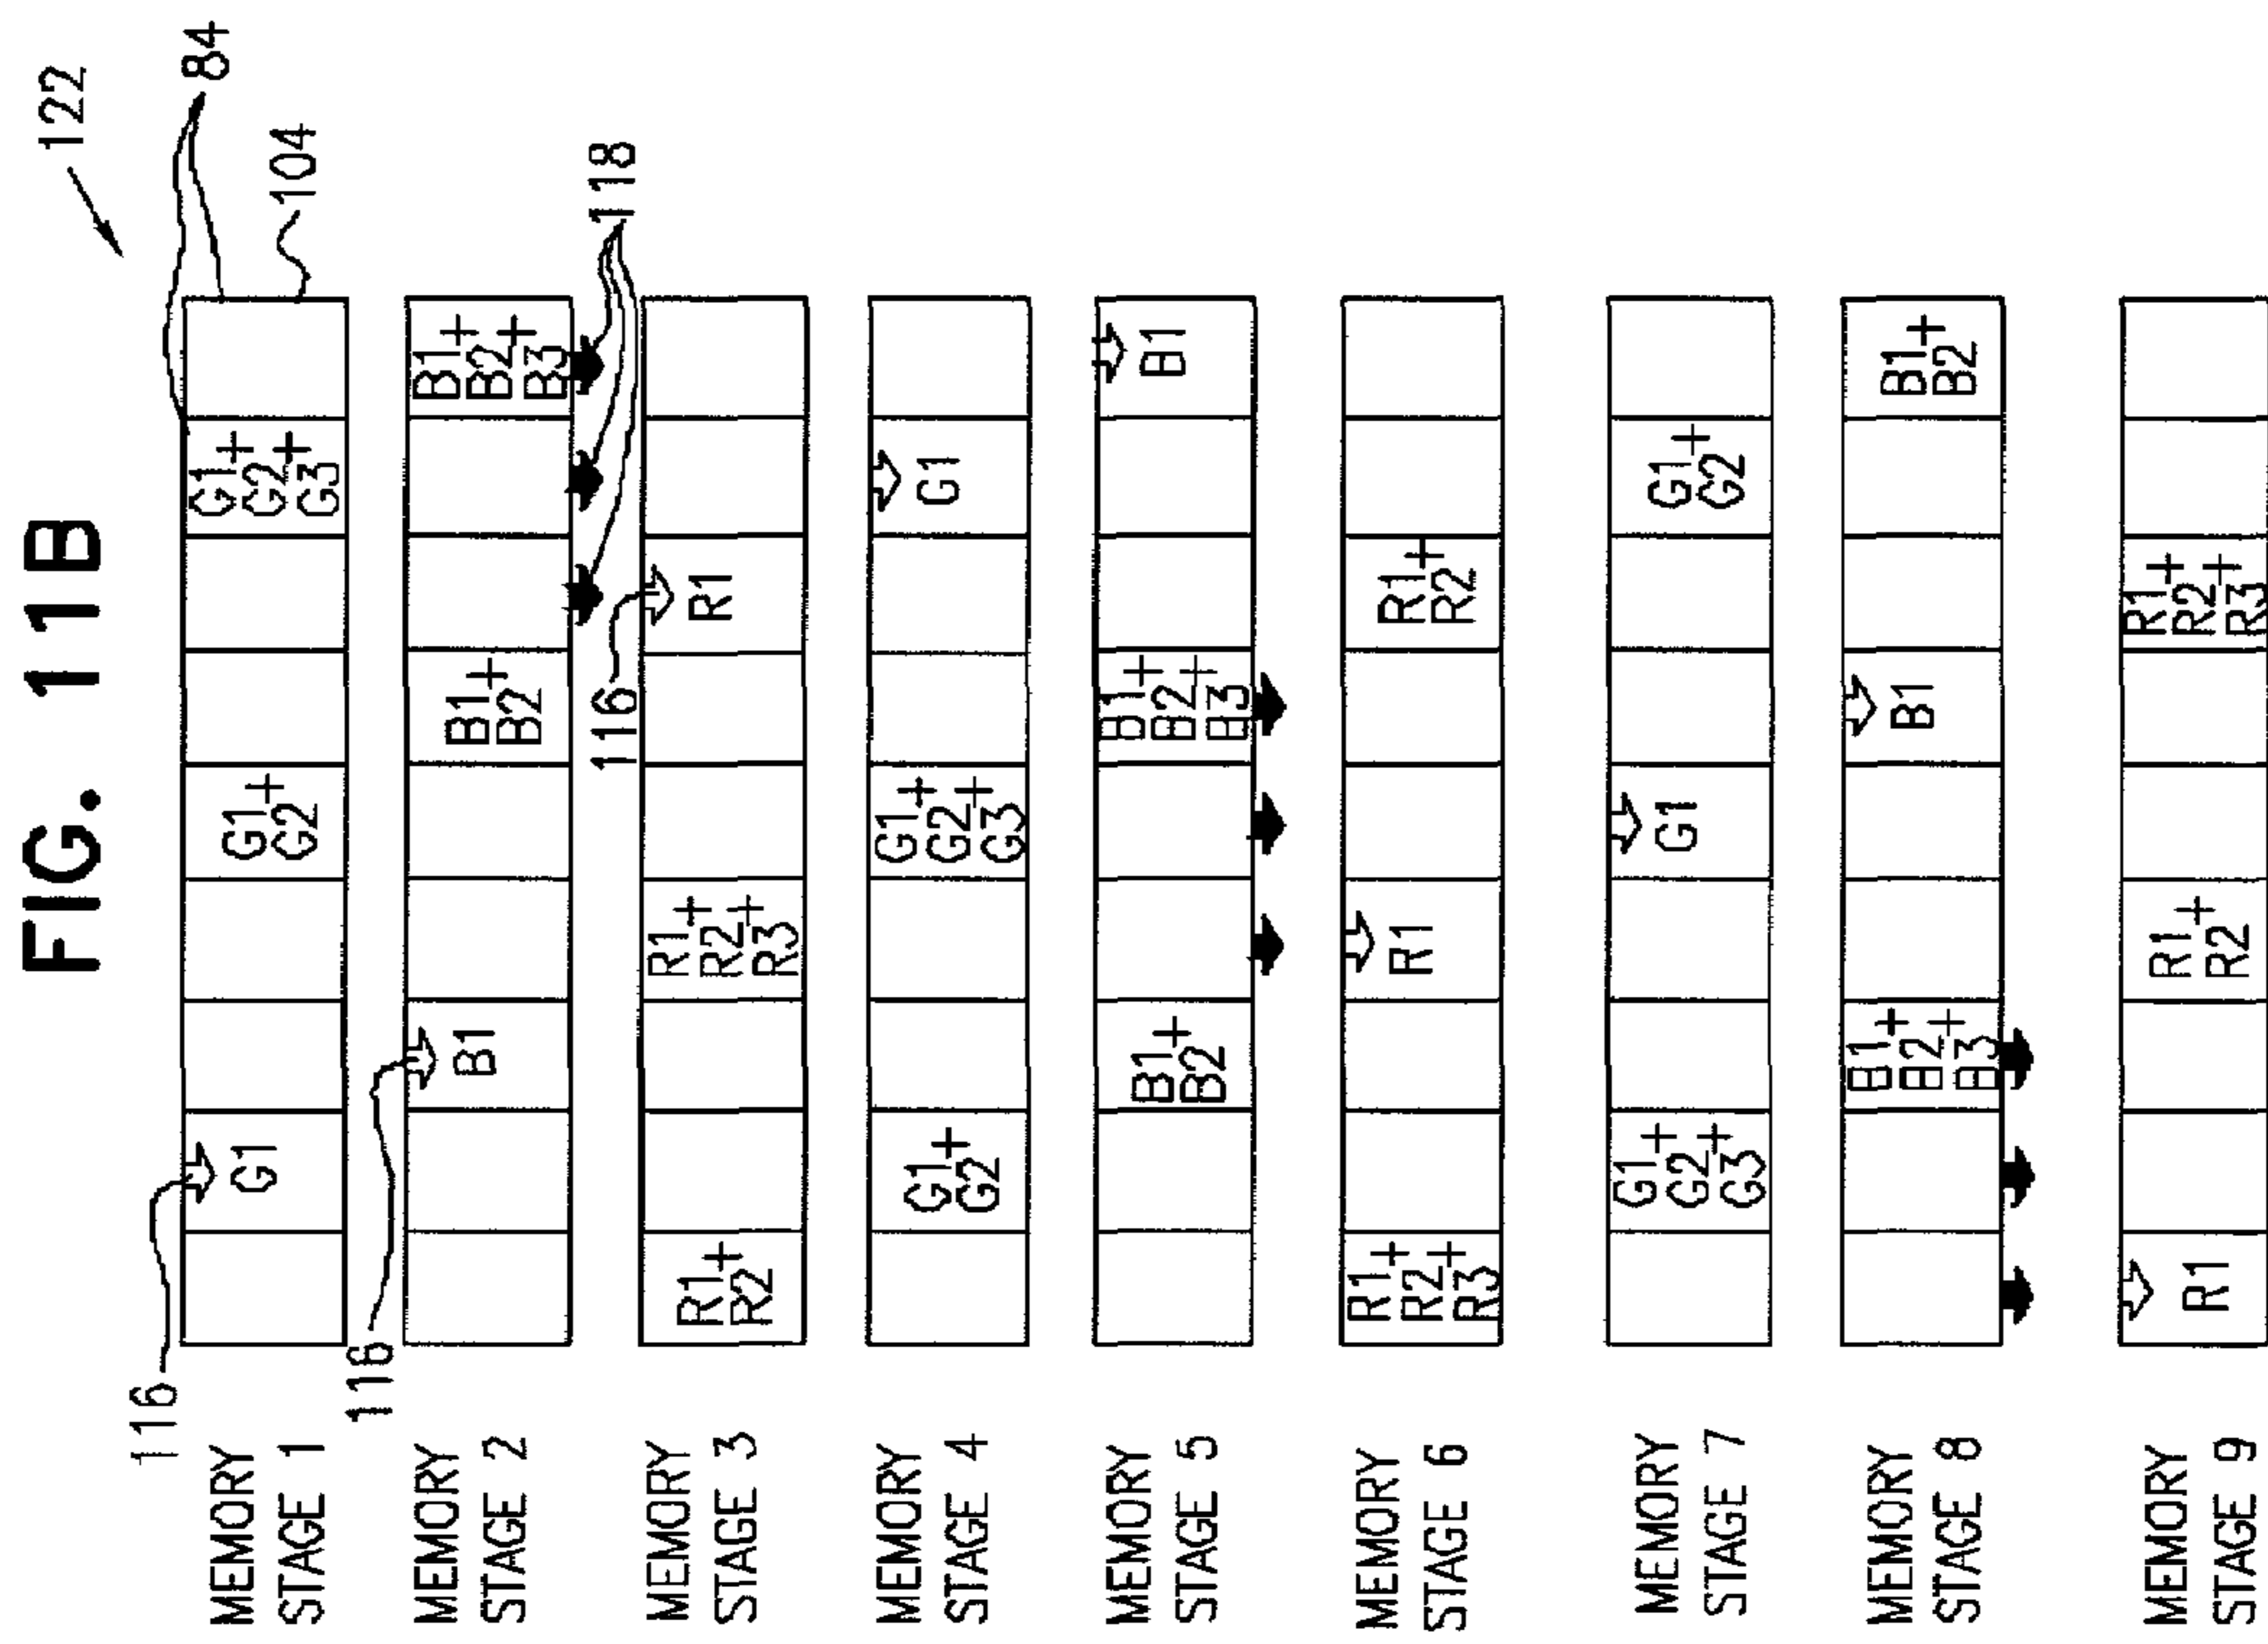 FIG. 11B
122
84
104
116
MEMORY
STAGE 1
G1
G1+
G2
G1+
G2+
G3
116
MEMORY
STAGE 2
B1
B1+
B2
B1+
B2+
B3
116
118
MEMORY
STAGE 3
R1+
R2
R1+
R2+
R3
R1
MEMORY
STAGE 4
G1+
G2
G1+
G2+
G3
G1
MEMORY
STAGE 5
B1+
B2
B1+
B2+
B3
B1
MEMORY
STAGE 6
R1+
R2+
R3
R1
R1+
R2
MEMORY
STAGE 7
G1+
G2+
G3
G1
G1+
G2
MEMORY
STAGE 8
B1+
B2+
B3
B1
B1+
B2
MEMORY
STAGE 9
R1
R1+
R2
R1+
R2+
R3